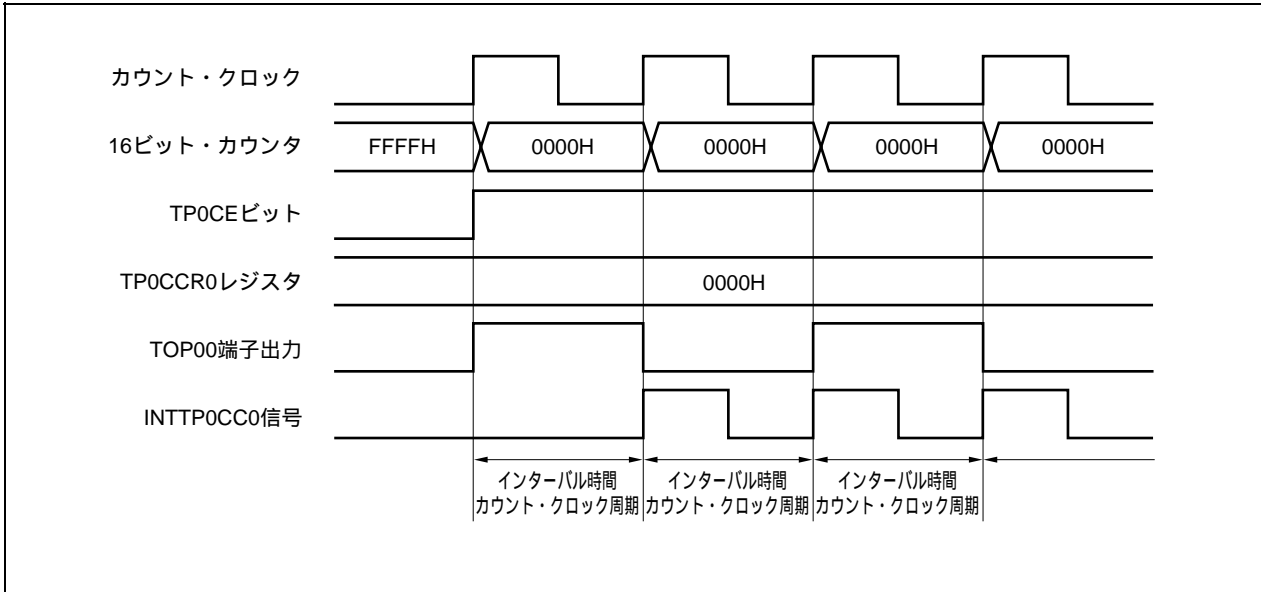 カウント・クロック
16ビット・カウンタ
FFFFH
0000H
0000H
0000H
0000H
TP0CEビット
TP0CCR0レジスタ
0000H
TOP00端子出力
INTTP0CC0信号
インターバル時間
カウント・クロック周期
インターバル時間
カウント・クロック周期
インターバル時間
カウント・クロック周期